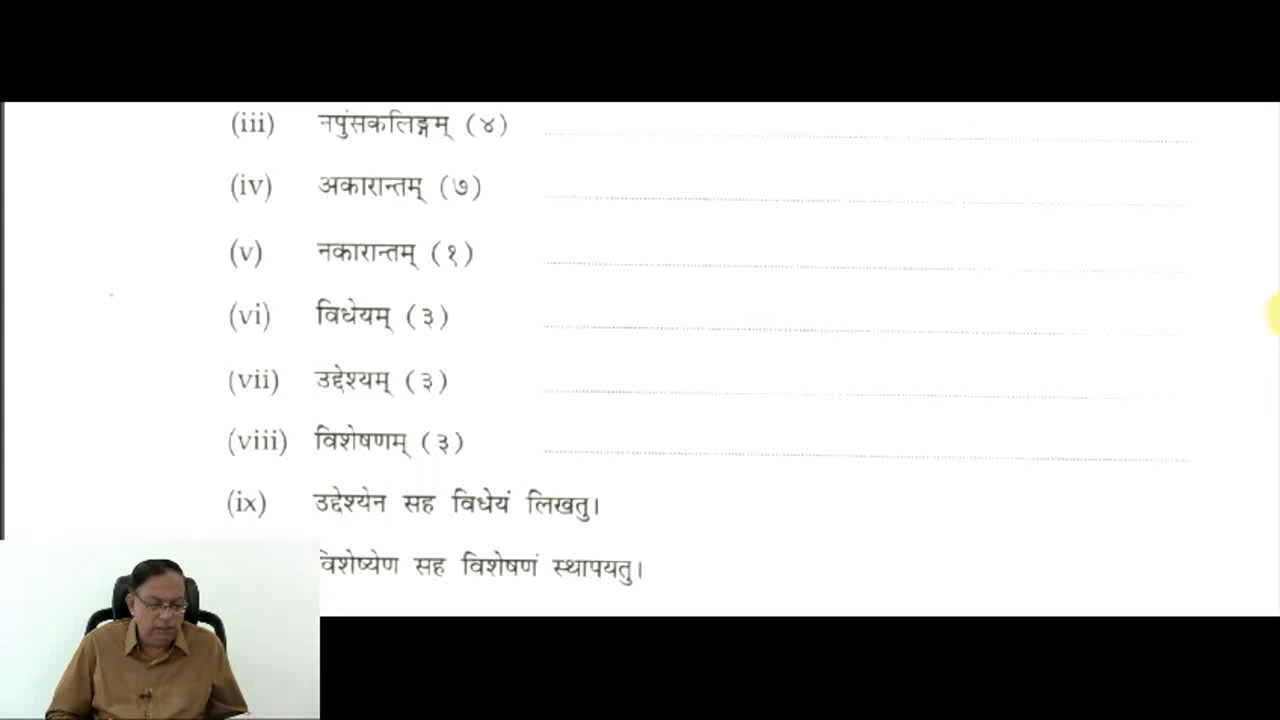 (iii) नपुंसकलिङ्गम् (४)
(iv) अकारान्तम् (७)
(v) नकारान्तम् (१)
(vi) विधेयम् (३)
(vii) उद्देश्यम् (३)
(viii) विशेषणम् (३)
(ix) उद्देश्येन सह विधेयं लिखतु।
विशेष्येण सह विशेषणं स्थापयतु।